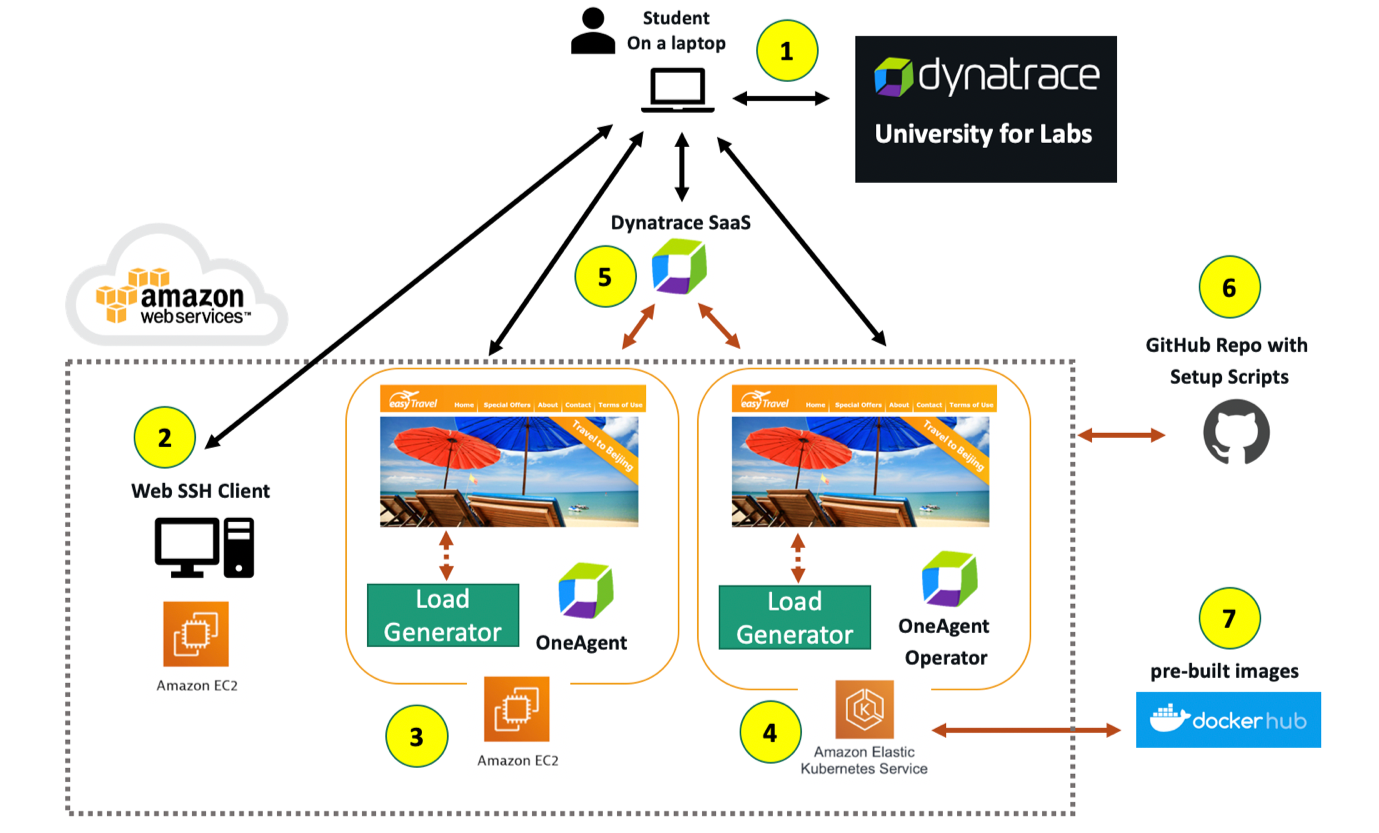 Student
On a laptop
1
dynatrace
University for Labs
Dynatrace SaaS
5
amazon
web services™
6
GitHub Repo with
Setup Scripts
2
Web SSH Client
Amazon EC2
easyTravel
Home Special Offers About Contact Terms of Use
Travel to Beijing
Load
Generator
OneAgent
3
Amazon EC2
easyTravel
Home Special Offers About Contact Terms of Use
Travel to Beijing
Load
Generator
OneAgent
Operator
4
K
Amazon Elastic
Kubernetes Service
7
pre-built images
docker hub